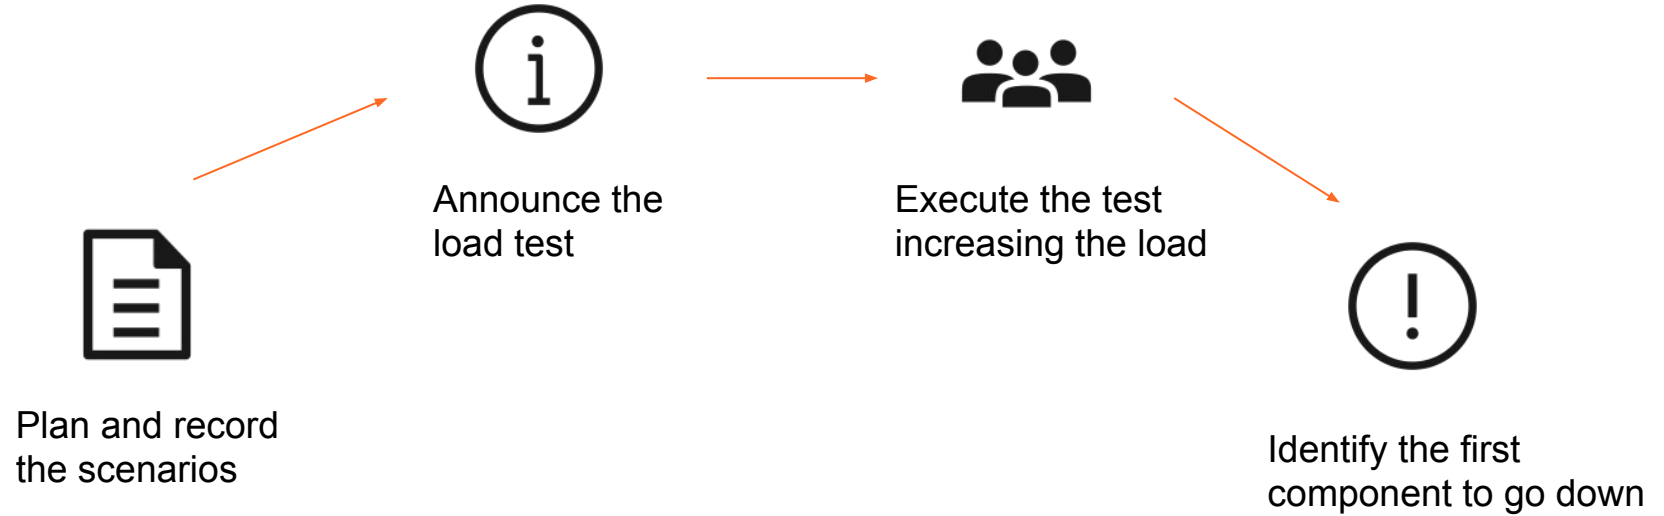 Plan and record
the scenarios
Announce the
load test
Execute the test
increasing the load
Identify the first
component to go down